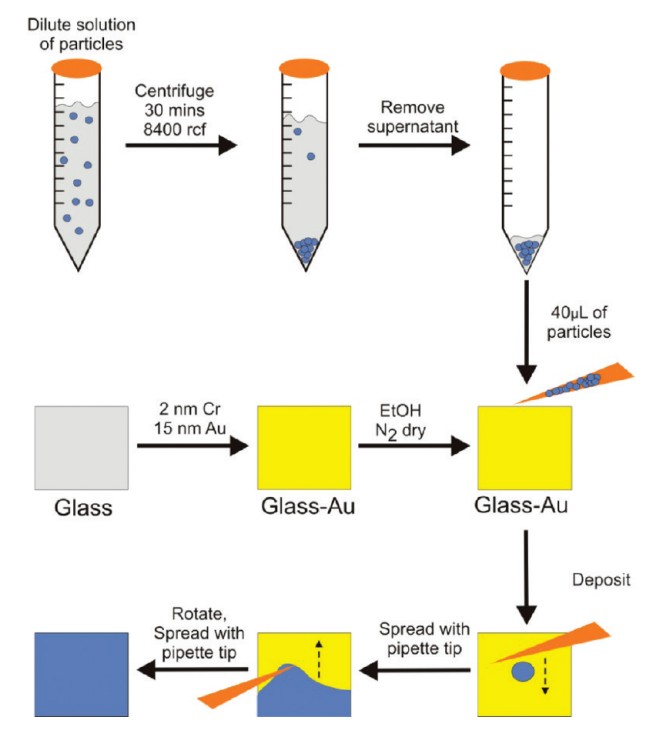 Dilute solution
of particles
Centrifuge
30 mins
8400 rcf
Remove
supernatant
40µL of
particles
2 nm Cr
15 nm Au
EtOH
N2 dry
Glass
Glass-Au
Glass-Au
Deposit
Rotate,
Spread with
pipette tip
Spread with
pipette tip